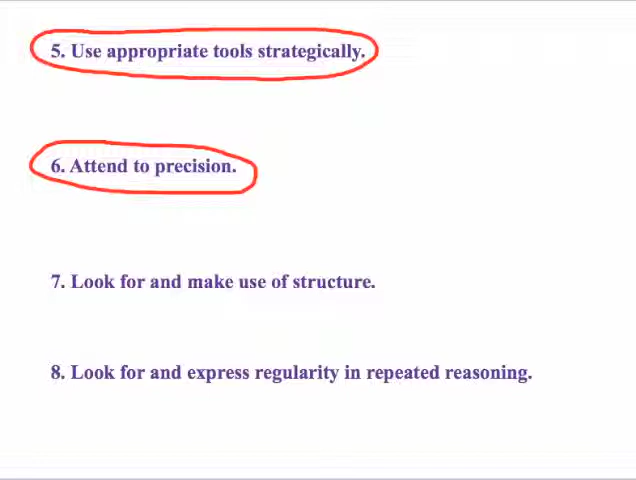 5. Use appropriate tools strategically.
6. Attend to precision.
7. Look for and make use of structure.
8. Look for and express regularity in repeated reasoning.